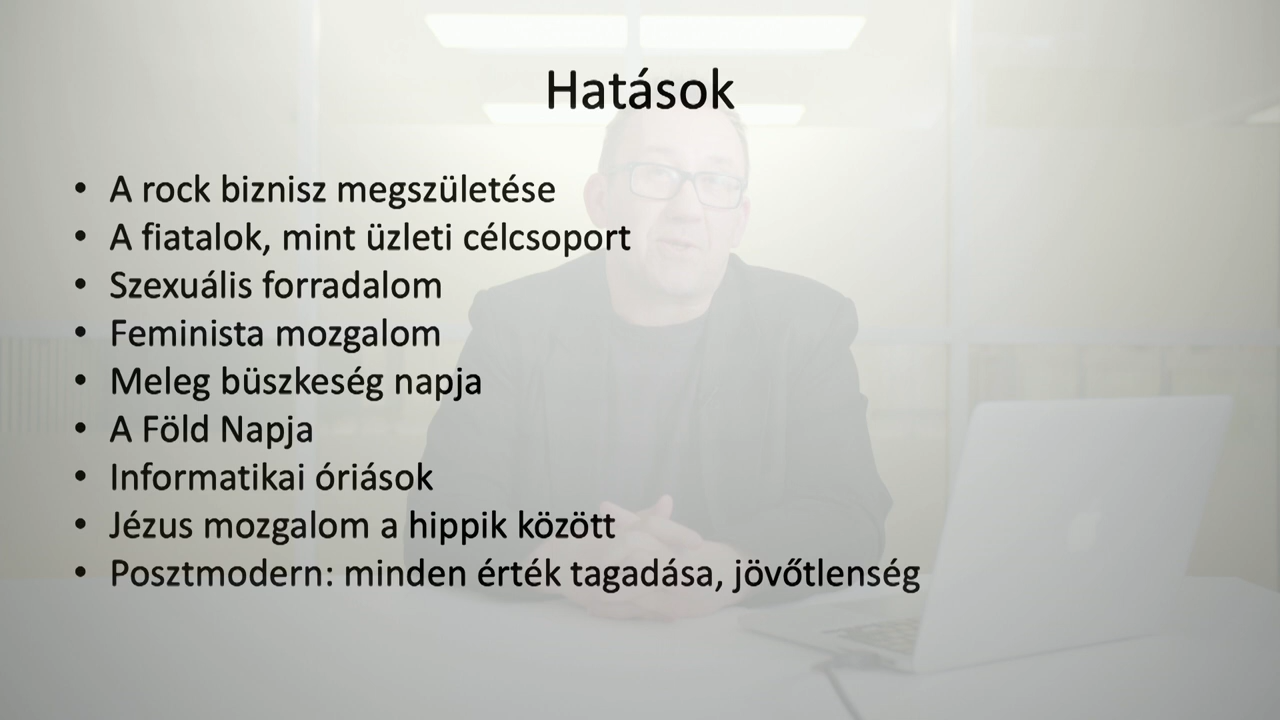 Hatások
• A rock biznisz megszületése
• A fiatalok, mint üzleti célcsoport
• Szexuális forradalom
• Feminista mozgalom
• Meleg büszkeség napja
• A Föld Napja
• Informatikai óriások
• Jézus mozgalom a hippik között
• Posztmodern: minden érték tagadása, jövőtlenség